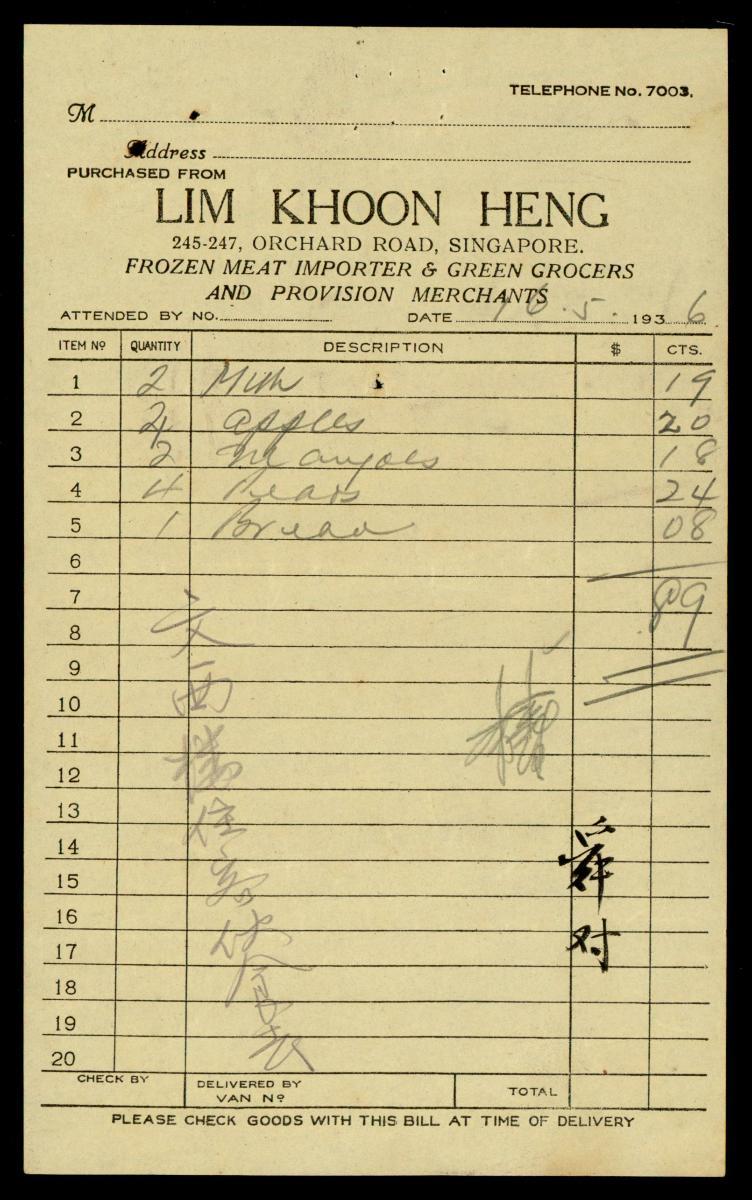 TELEPHONE No. 7003.
M
Address
PURCHASED FROM
LIM KHOON HENG
245-247, ORCHARD ROAD, SINGAPORE.
FROZEN MEAT IMPORTER & GREEN GROCERS
AND PROVISION MERCHANTS
ATTENDED BY NO. DATE 16.5. 1936
ITEM Nº QUANTITY DESCRIPTION $ CTS.
1 2 Milk 19
2 apples 20
3 2 Mangoes 18
4 4 Pears 24
5 1 Bread 08
6
7 89
8
9
10
11
12
13
14
15
16
17
18
19
20
对
CHECK BY DELIVERED BY
VAN Nº TOTAL
PLEASE CHECK GOODS WITH THIS BILL AT TIME OF DELIVERY